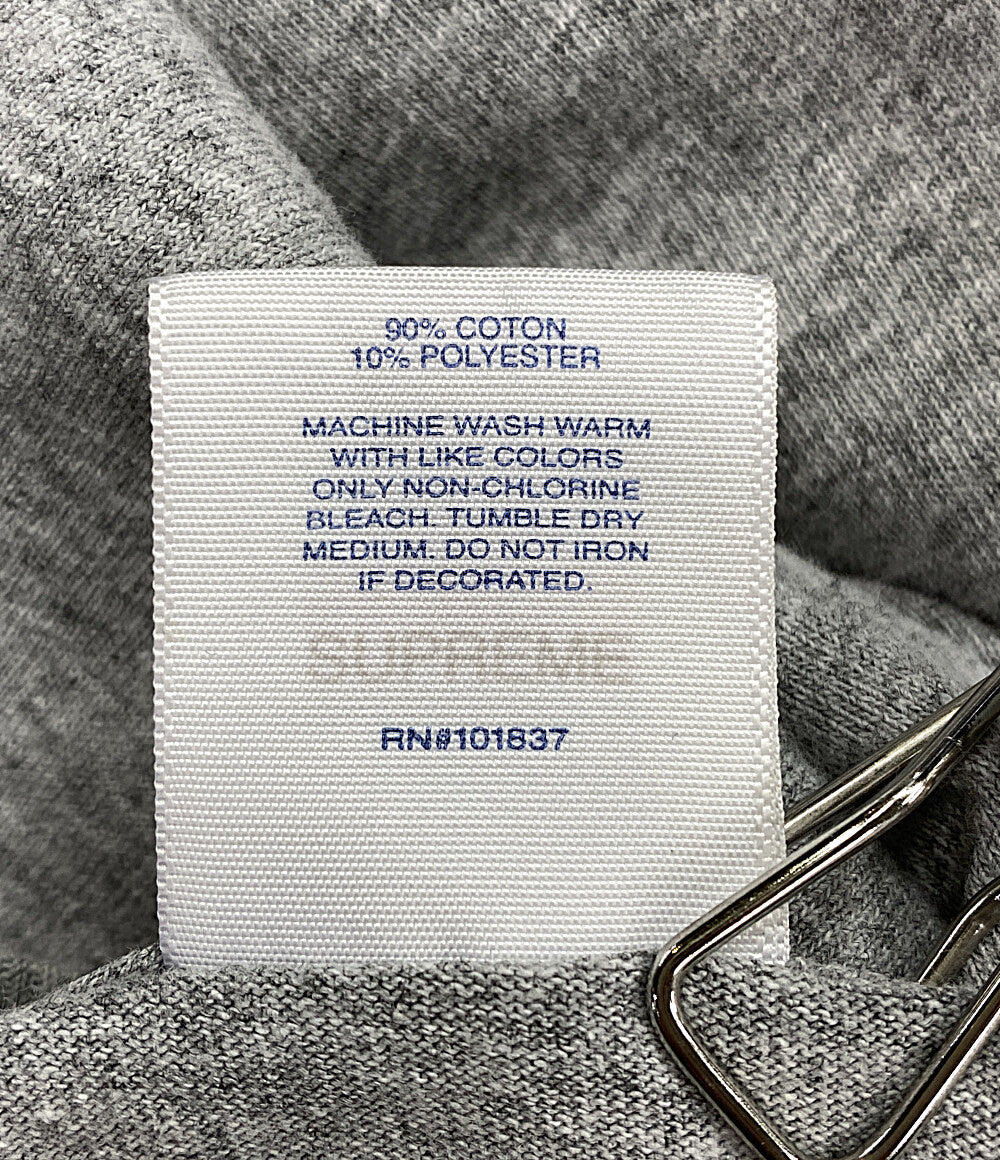 90% COTON
10% POLYESTER
MACHINE WASH WARM
WITH LIKE COLORS
ONLY NON-CHLORINE
BLEACH. TUMBLE DRY
MEDIUM. DO NOT IRON
IF DECORATED.
SUPREME
RN#101837